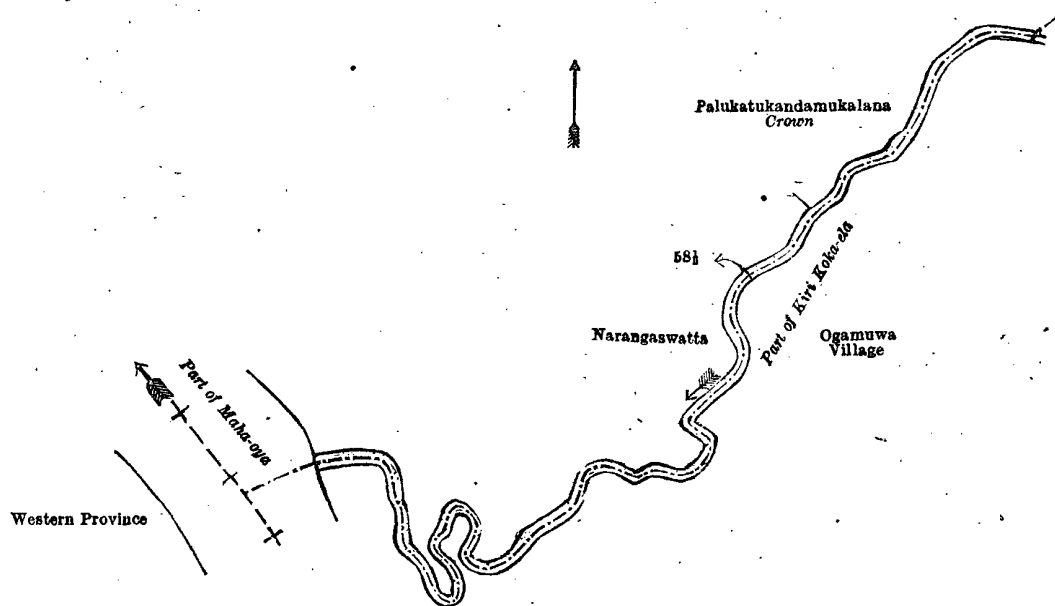 Palukatukandamukalana
Crown
58½
Part of Kiri Koka-ela
Narangaswatta
Ogamuwa
Village
Part of Maha-oya
Western Province